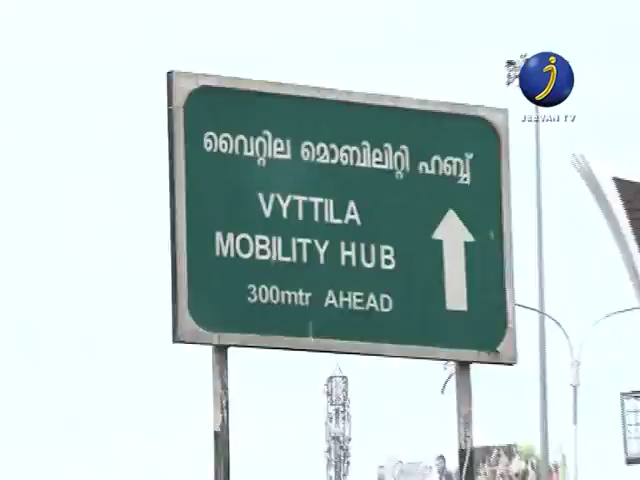 വൈറ്റില മൊബിലിറ്റി ഹബ്ബ്
VYTTILA
MOBILITY HUB
300mtr AHEAD
j
JEEVAN TV